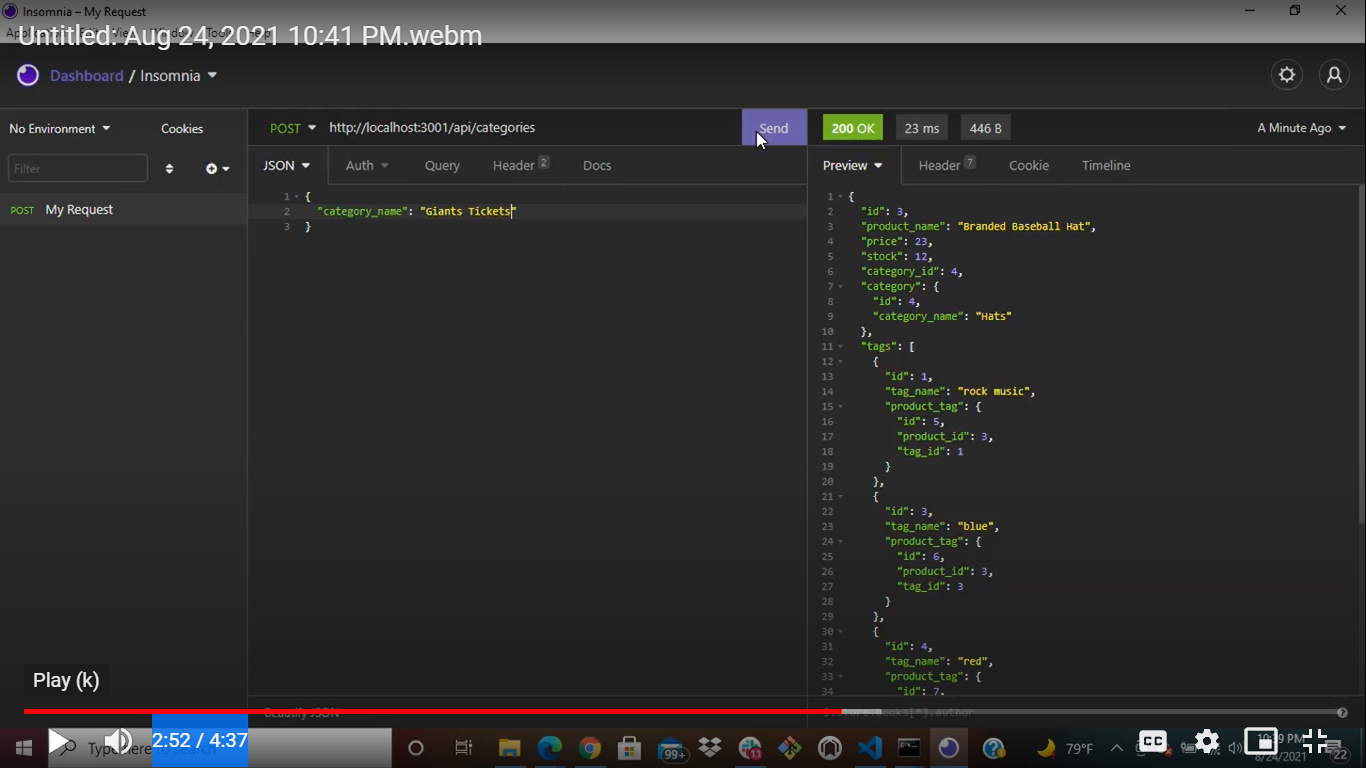 Insomnia – My Request
Untitled: Aug 24, 2021 10:41 PM.webm
Dashboard / Insomnia
No Environment
Cookies
POST
http://localhost:3001/api/categories
Send
200 OK
23 ms
446 B
A Minute Ago
Filter
JSON
Auth
Query
Header 2
Docs
Preview
Header 7
Cookie
Timeline
POST My Request
1 {
2 "category_name": "Giants Tickets"
3 }
1 {
2 "id": 3,
3 "product_name": "Branded Baseball Hat",
4 "price": 23,
5 "stock": 12,
6 "category_id": 4,
7 "category": {
8 "id": 4,
9 "category_name": "Hats"
10 },
11 "tags": [
12 {
13 "id": 1,
14 "tag_name": "rock music",
15 "product_tag": {
16 "id": 5,
17 "product_id": 3,
18 "tag_id": 1
19 }
20 },
21 {
22 "id": 3,
23 "tag_name": "blue",
24 "product_tag": {
25 "id": 6,
26 "product_id": 3,
27 "tag_id": 3
28 }
29 },
30 {
31 "id": 4,
32 "tag_name": "red",
33 "product_tag": {
34 "id": 7,
Play (k)
Beautify JSON
$.store.books[*].author
2:52 / 4:37
Type here to search
99+
79°F
CC
8/24/2021
22